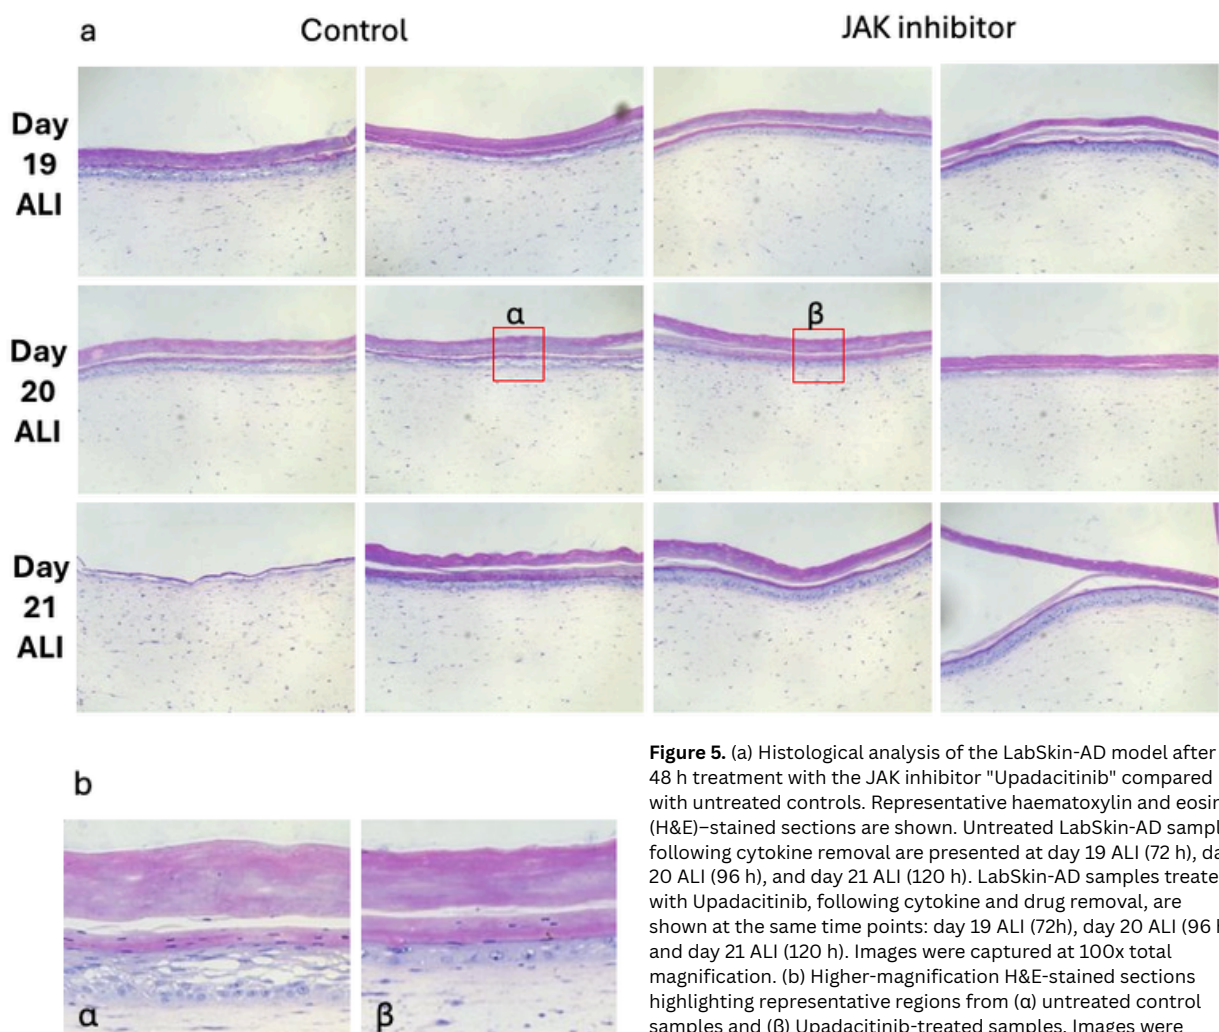 a
Control
JAK inhibitor
Day
19
ALI
Day
20
ALI
α
β
Day
21
ALI
b
α
β
Figure 5. (a) Histological analysis of the LabSkin-AD model after
48 h treatment with the JAK inhibitor "Upadacitinib" compared
with untreated controls. Representative haematoxylin and eosin
(H&E)–stained sections are shown. Untreated LabSkin-AD sampl
following cytokine removal are presented at day 19 ALI (72 h), da
20 ALI (96 h), and day 21 ALI (120 h). LabSkin-AD samples treate
with Upadacitinib, following cytokine and drug removal, are
shown at the same time points: day 19 ALI (72h), day 20 ALI (96 h
and day 21 ALI (120 h). Images were captured at 100x total
magnification. (b) Higher-magnification H&E-stained sections
highlighting representative regions from (α) untreated control
samples and (β) Upadacitinib-treated samples. Images were